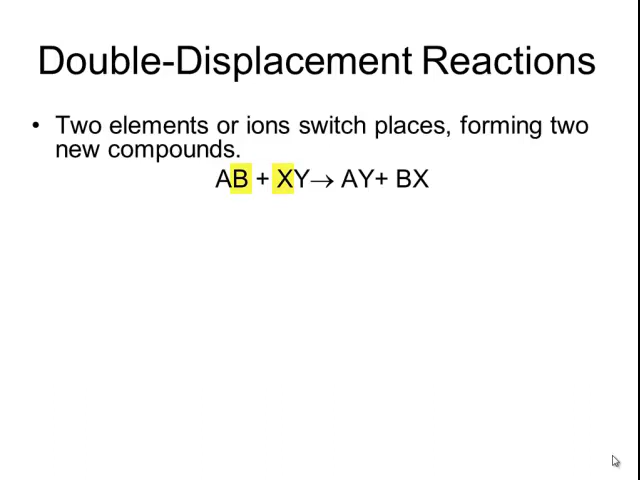 Double-Displacement Reactions
• Two elements or ions switch places, forming two
new compounds.
AB + XY→ AY+ BX